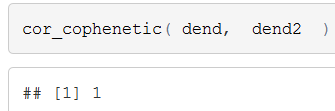 cor_cophenetic( dend,  dend2  )
## [1] 1